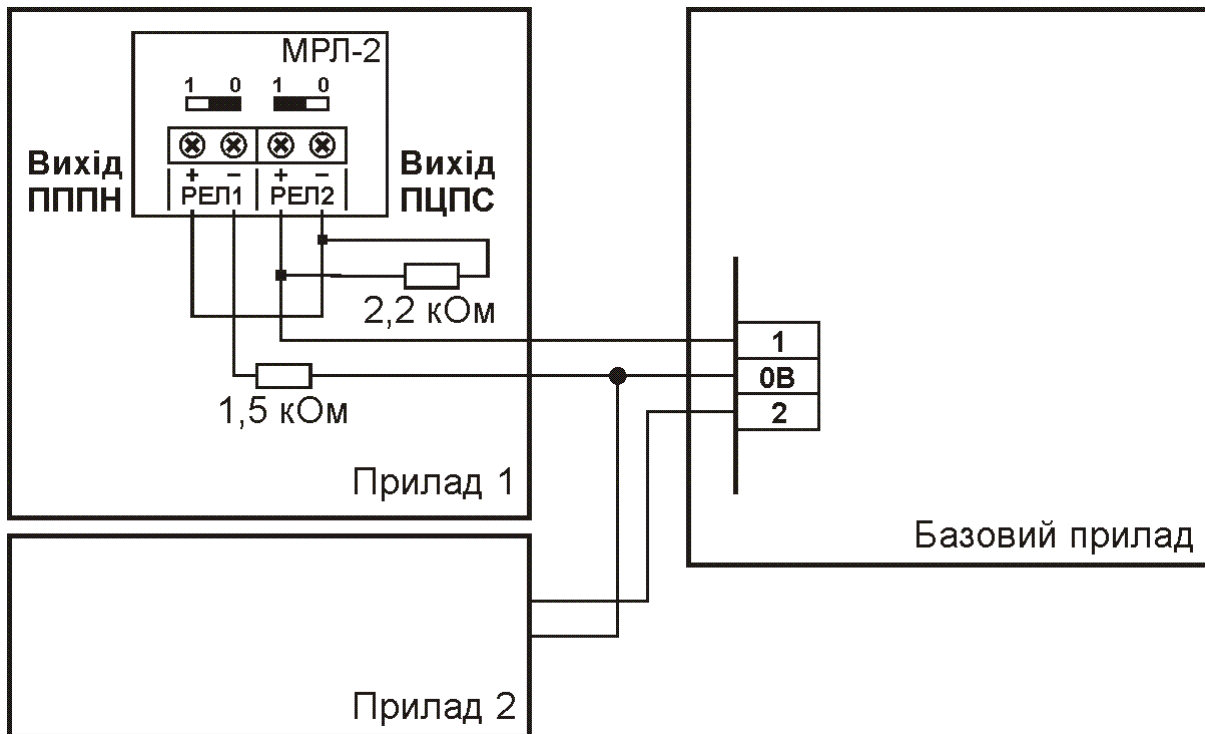 МРЛ-2
1 0 1 0
Вихід
ПППН
+ − + −
РЕЛ1 РЕЛ2
Вихід
ПЦПС
2,2 кОм
1,5 кОм
Прилад 1
1
0В
2
Базовий прилад
Прилад 2